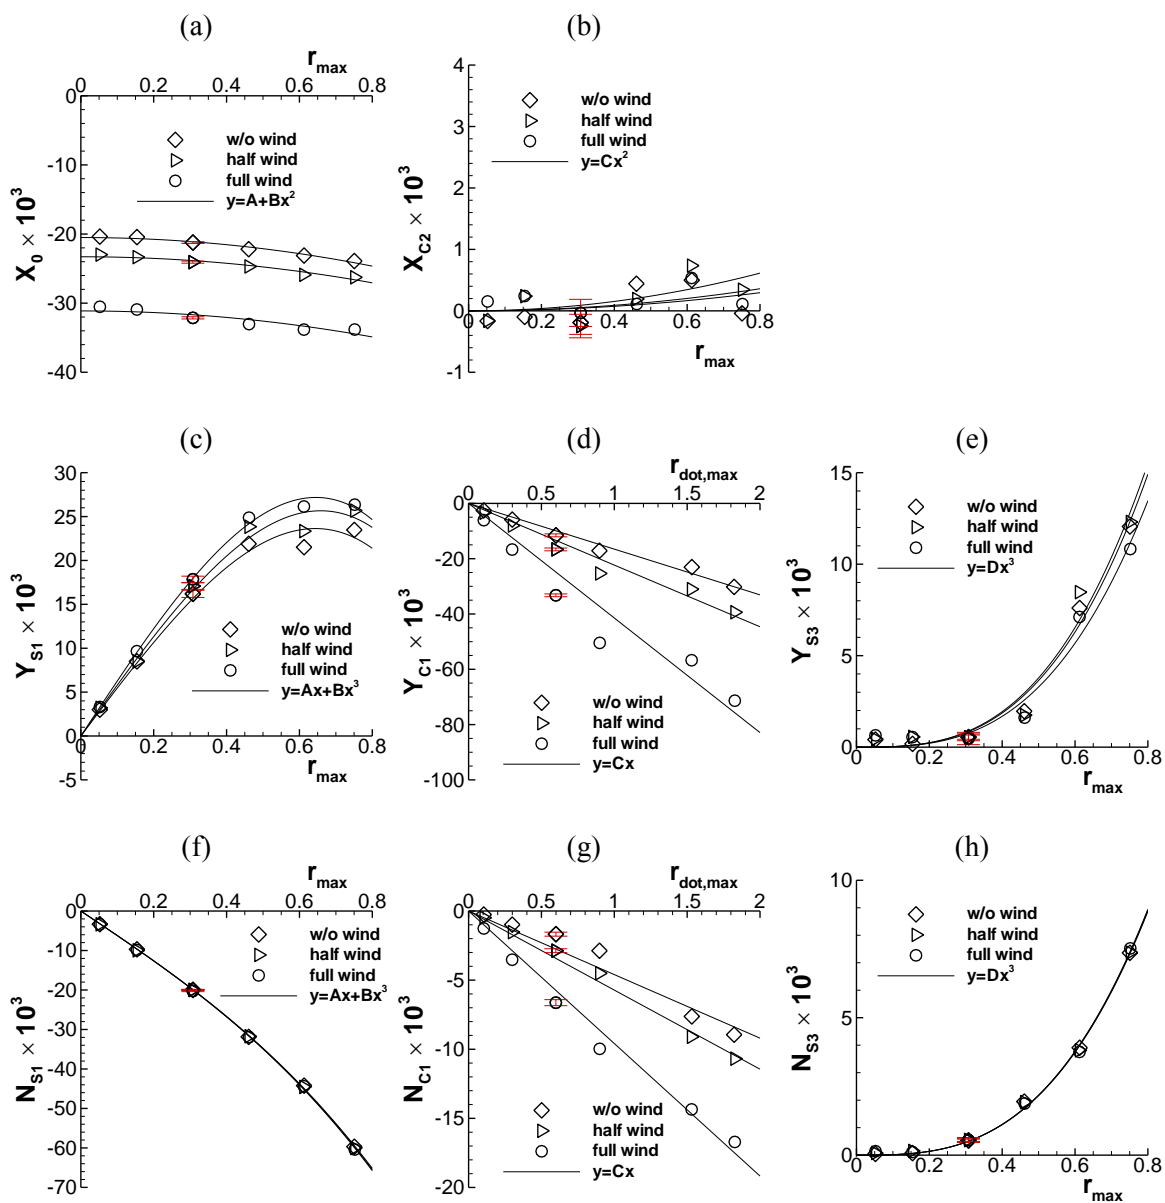 (a)
r_max
0 0.2 0.4 0.6 0.8
0
-10
-20
-30
-40
X_0 × 10^3
w/o wind
half wind
full wind
y=A+Bx^2
(b)
4
3
2
1
0
-1
X_C2 × 10^3
w/o wind
half wind
full wind
y=Cx^2
0.2 0.4 0.6 0.8
r_max
(c)
30
25
20
15
10
5
0
-5
Y_S1 × 10^3
w/o wind
half wind
full wind
y=Ax+Bx^3
0.2 0.4 0.6 0.8
r_max
(d)
r_dot,max
0 0.5 1 1.5 2
0
-20
-40
-60
-80
-100
Y_C1 × 10^3
w/o wind
half wind
full wind
y=Cx
(e)
15
10
5
0
Y_S3 × 10^3
w/o wind
half wind
full wind
y=Dx^3
0 0.2 0.4 0.6 0.8
r_max
(f)
r_max
0 0.2 0.4 0.6 0.8
0
-10
-20
-30
-40
-50
-60
-70
N_S1 × 10^3
w/o wind
half wind
full wind
y=Ax+Bx^3
(g)
r_dot,max
0 0.5 1 1.5 2
0
-5
-10
-15
-20
N_C1 × 10^3
w/o wind
half wind
full wind
y=Cx
(h)
5
0
N_S3 × 10^3
w/o wind
half wind
full wind
y=Dx^3
0 0.2 0.4 0.6 0.8
r_max